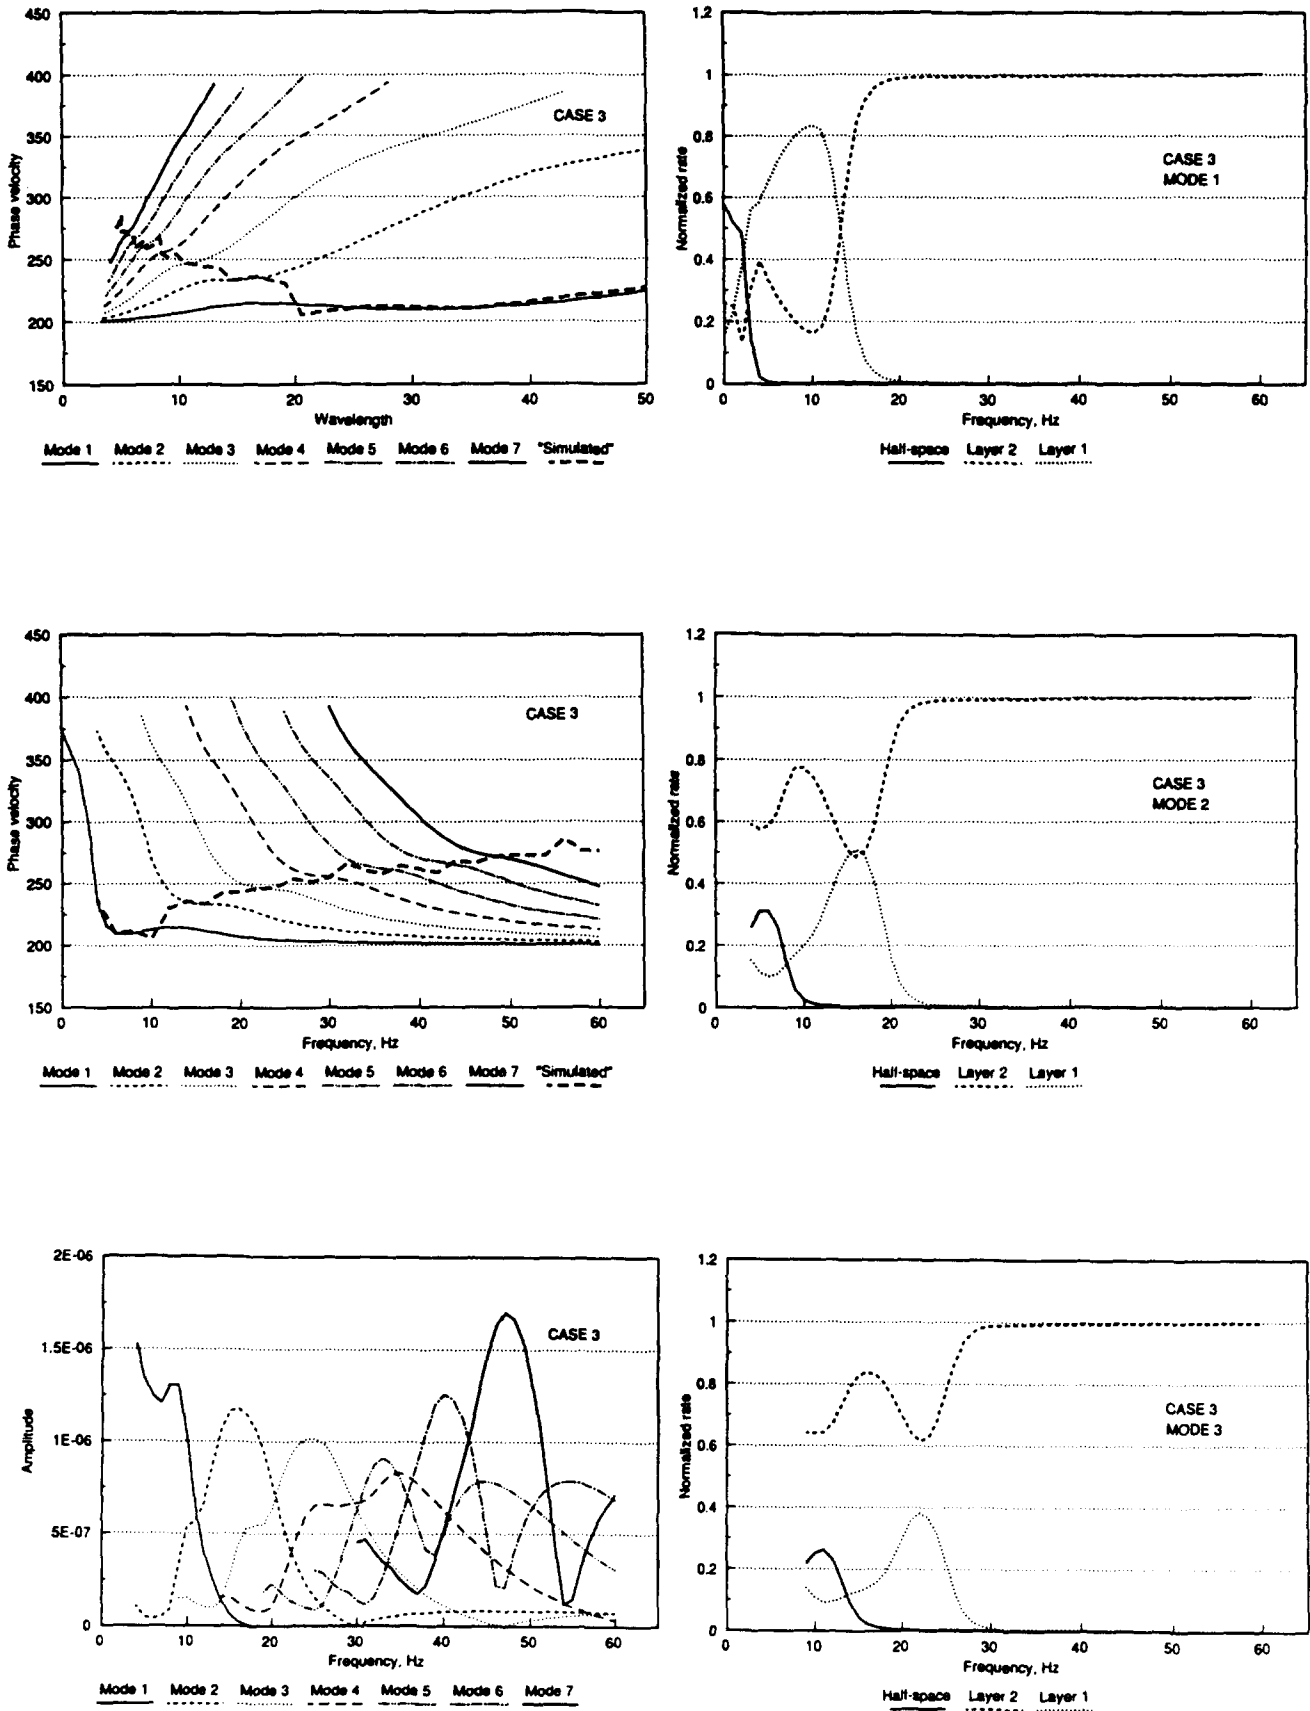 450
400
350
300
250
200
150
Phase velocity
CASE 3
0 10 20 30 40 50
Wavelength
Mode 1 Mode 2 Mode 3 Mode 4 Mode 5 Mode 6 Mode 7 "Simulated"
1.2
1
0.8
0.6
0.4
0.2
0
Normalized rate
CASE 3
MODE 1
0 10 20 30 40 50 60
Frequency, Hz
Half-space Layer 2 Layer 1
450
400
350
300
250
200
150
Phase velocity
CASE 3
0 10 20 30 40 50 60
Frequency, Hz
Mode 1 Mode 2 Mode 3 Mode 4 Mode 5 Mode 6 Mode 7 "Simulated"
1.2
1
0.8
0.6
0.4
0.2
0
Normalized rate
CASE 3
MODE 2
0 10 20 30 40 50 60
Frequency, Hz
Half-space Layer 2 Layer 1
2E-06
1.5E-06
1E-06
5E-07
0
Amplitude
CASE 3
0 10 20 30 40 50 60
Frequency, Hz
Mode 1 Mode 2 Mode 3 Mode 4 Mode 5 Mode 6 Mode 7
1.2
1
0.8
0.6
0.4
0.2
0
Normalized rate
CASE 3
MODE 3
0 10 20 30 40 50 60
Frequency, Hz
Half-space Layer 2 Layer 1